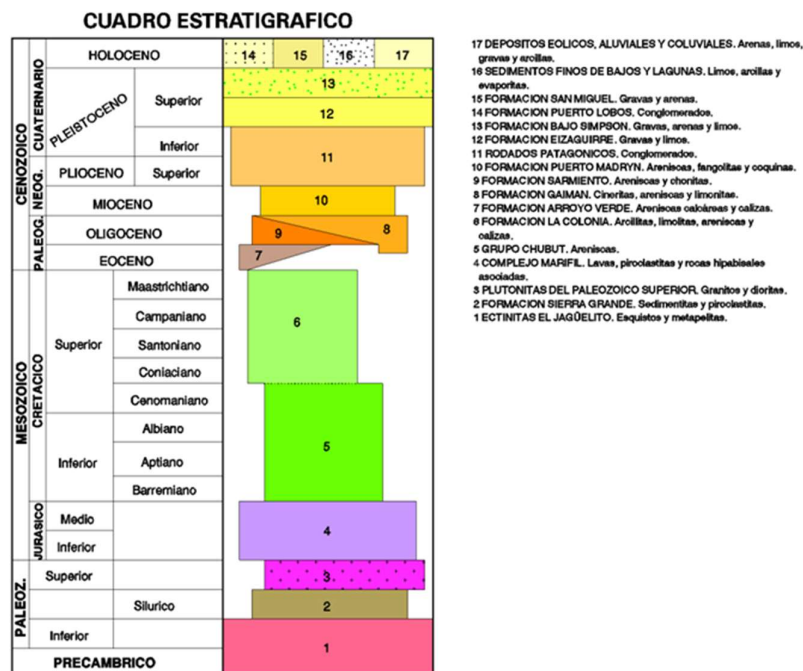 CUADRO ESTRATIGRAFICO
CENOZOICO
CUATERNARIO
HOLOCENO
14
15
16
17
PLEISTOCENO
Superior
13
12
Inferior
NEOG.
PLIOCENO
Superior
11
MIOCENO
10
PALEOG.
OLIGOCENO
9
8
EOCENO
7
MESOZOICO
CRETACICO
Superior
Maastrichtiano
Campaniano
Santoniano
Coniaciano
Cenomaniano
6
Inferior
Albiano
Aptiano
Barremiano
5
JURASICO
Medio
Inferior
4
PALEOZ.
Superior
3
Silurico
2
Inferior
1
PRECAMBRICO
17 DEPOSITOS EOLICOS, ALUVIALES Y COLUVIALES. Arenas, limos,
gravas y arcillas.
16 SEDIMENTOS FINOS DE BAJOS Y LAGUNAS. Limos, arcillas y
evaporitas.
15 FORMACION SAN MIGUEL. Gravas y arenas.
14 FORMACION PUERTO LOBOS. Conglomerados.
13 FORMACION BAJO SIMPSON. Gravas, arenas y limos.
12 FORMACION EIZAGUIRRE. Gravas y limos.
11 RODADOS PATAGONICOS. Conglomerados.
10 FORMACION PUERTO MADRYN. Areniscas, fangolitas y coquinas.
9 FORMACION SARMIENTO. Areniscas y chonitas.
8 FORMACION GAIMAN. Cineritas, areniscas y limonitas.
7 FORMACION ARROYO VERDE. Areniscas calcáreas y calizas.
6 FORMACION LA COLONIA. Arcillitas, limolitas, areniscas y
calizas.
5 GRUPO CHUBUT. Areniscas.
4 COMPLEJO MARIFIL. Lavas, piroclastitas y rocas hipabisales
asociadas.
3 PLUTONITAS DEL PALEOZOICO SUPERIOR. Granitos y dioritas.
2 FORMACION SIERRA GRANDE. Sedimentitas y piroclastitas.
1 ECTINITAS EL JAGÜELITO. Esquistos y metapelitas.